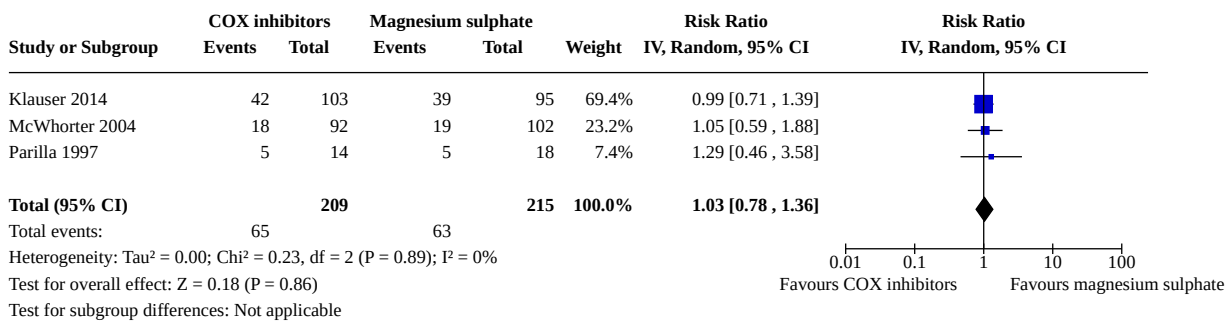 COX inhibitors Magnesium sulphate Risk Ratio Risk Ratio
Study or Subgroup Events Total Events Total Weight IV, Random, 95% CI IV, Random, 95% CI
Klauser 2014 42 103 39 95 69.4% 0.99 [0.71 , 1.39]
McWhorter 2004 18 92 19 102 23.2% 1.05 [0.59 , 1.88]
Parilla 1997 5 14 5 18 7.4% 1.29 [0.46 , 3.58]
Total (95% CI) 209 215 100.0% 1.03 [0.78 , 1.36]
Total events: 65 63
Heterogeneity: Tau² = 0.00; Chi² = 0.23, df = 2 (P = 0.89); I² = 0%
0.01 0.1 1 10 100
Test for overall effect: Z = 0.18 (P = 0.86) Favours COX inhibitors Favours magnesium sulphate
Test for subgroup differences: Not applicable